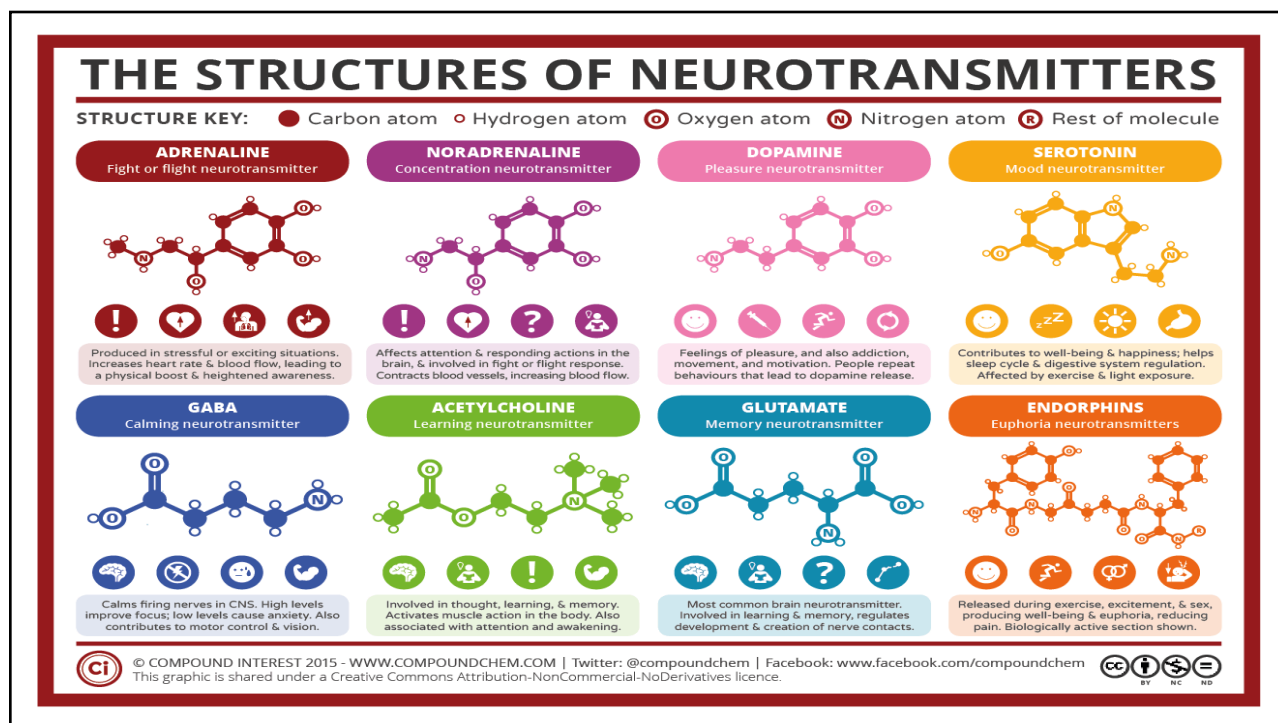 THE STRUCTURES OF NEUROTRANSMITTERS
STRUCTURE KEY: Carbon atom Hydrogen atom O Oxygen atom N Nitrogen atom R Rest of molecule
ADRENALINE
Fight or flight neurotransmitter
O
N
O
O
!
Produced in stressful or exciting situations.
Increases heart rate & blood flow, leading to
a physical boost & heightened awareness.
NORADRENALINE
Concentration neurotransmitter
O
N
O
O
! ?
Affects attention & responding actions in the
brain, & involved in fight or flight response.
Contracts blood vessels, increasing blood flow.
DOPAMINE
Pleasure neurotransmitter
O
N
O
Feelings of pleasure, and also addiction,
movement, and motivation. People repeat
behaviours that lead to dopamine release.
SEROTONIN
Mood neurotransmitter
N
O
N
zzZ
Contributes to well-being & happiness; helps
sleep cycle & digestive system regulation.
Affected by exercise & light exposure.
GABA
Calming neurotransmitter
O
N
O
Calms firing nerves in CNS. High levels
improve focus; low levels cause anxiety. Also
contributes to motor control & vision.
ACETYLCHOLINE
Learning neurotransmitter
O
N
O
!
Involved in thought, learning, & memory.
Activates muscle action in the body. Also
associated with attention and awakening.
GLUTAMATE
Memory neurotransmitter
O O
O O
N
?
Most common brain neurotransmitter.
Involved in learning & memory, regulates
development & creation of nerve contacts.
ENDORPHINS
Euphoria neurotransmitters
O
O
N N N
O O O R
O N
Released during exercise, excitement, & sex,
producing well-being & euphoria, reducing
pain. Biologically active section shown.
Ci
© COMPOUND INTEREST 2015 - WWW.COMPOUNDCHEM.COM | Twitter: @compoundchem | Facebook: www.facebook.com/compoundchem
This graphic is shared under a Creative Commons Attribution-NonCommercial-NoDerivatives licence.
cc $ =
BY NC ND